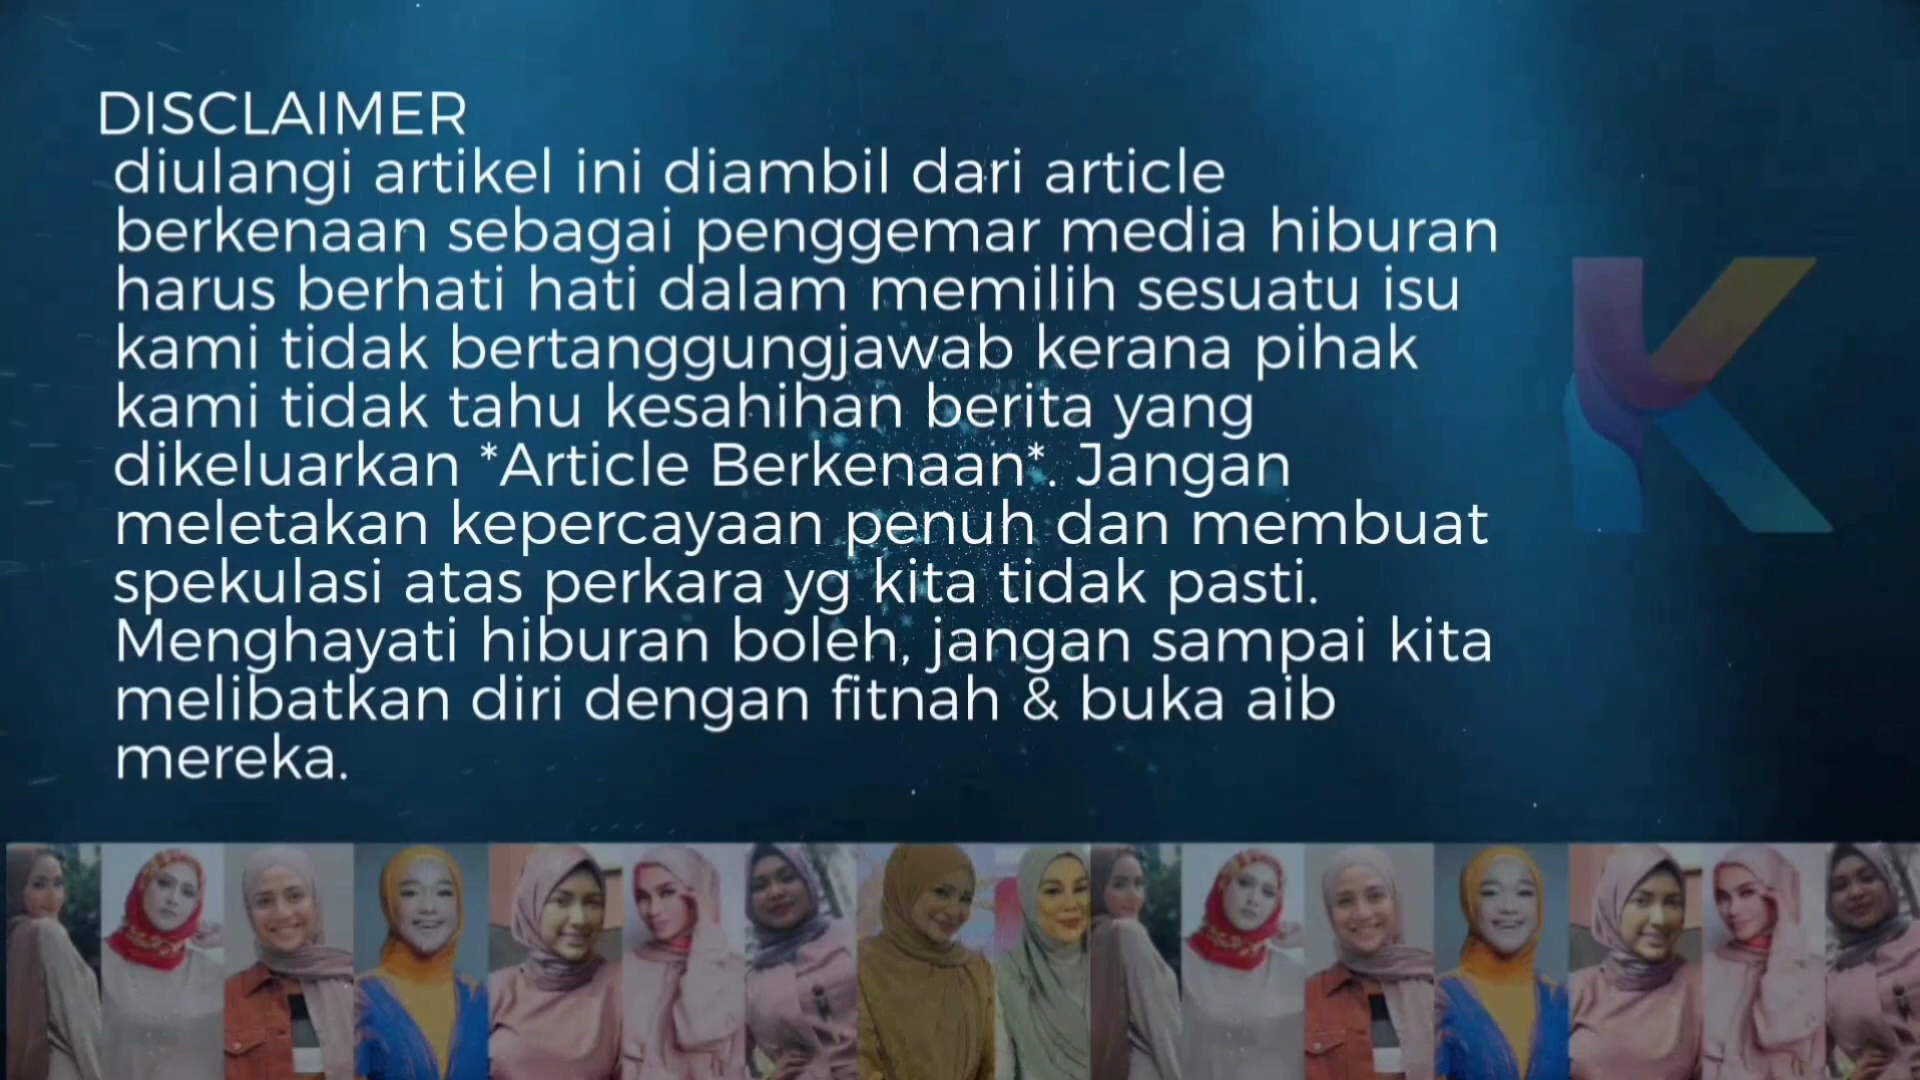 DISCLAIMER
diulangi artikel ini diambil dari article
berkenaan sebagai penggemar media hiburan
harus berhati hati dalam memilih sesuatu isu
kami tidak bertanggungjawab kerana pihak
kami tidak tahu kesahihan berita yang
dikeluarkan *Article Berkenaan*. Jangan
meletakan kepercayaan penuh dan membuat
spekulasi atas perkara yg kita tidak pasti.
Menghayati hiburan boleh, jangan sampai kita
melibatkan diri dengan fitnah & buka aib
mereka.
K